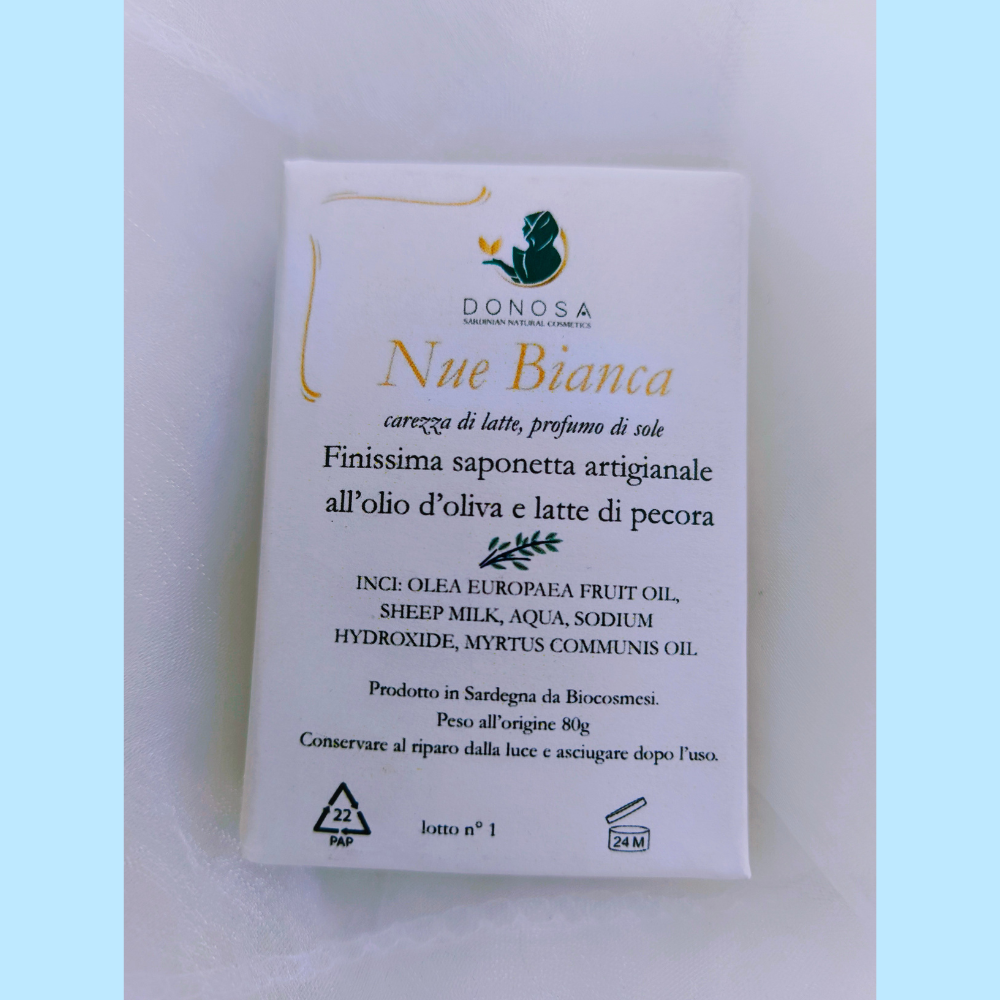 DONOSA
SARDINIAN NATURAL COSMETICS
Nue Bianca
carezza di latte, profumo di sole
Finissima saponetta artigianale
all'olio d'oliva e latte di pecora
INCI: OLEA EUROPAEA FRUIT OIL,
SHEEP MILK, AQUA, SODIUM
HYDROXIDE, MYRTUS COMMUNIS OIL
Prodotto in Sardegna da Biocosmesi.
Peso all'origine 80g
Conservare al riparo dalla luce e asciugare dopo l'uso.
22
PAP
lotto n° 1
24 M